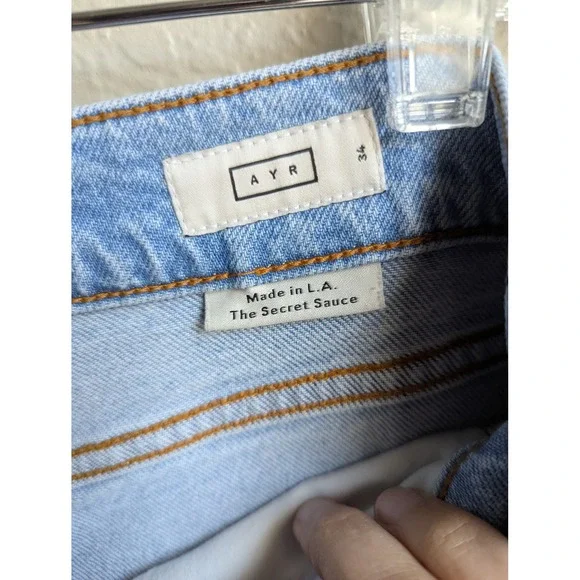 AYR
34
Made in L.A.
The Secret Sauce